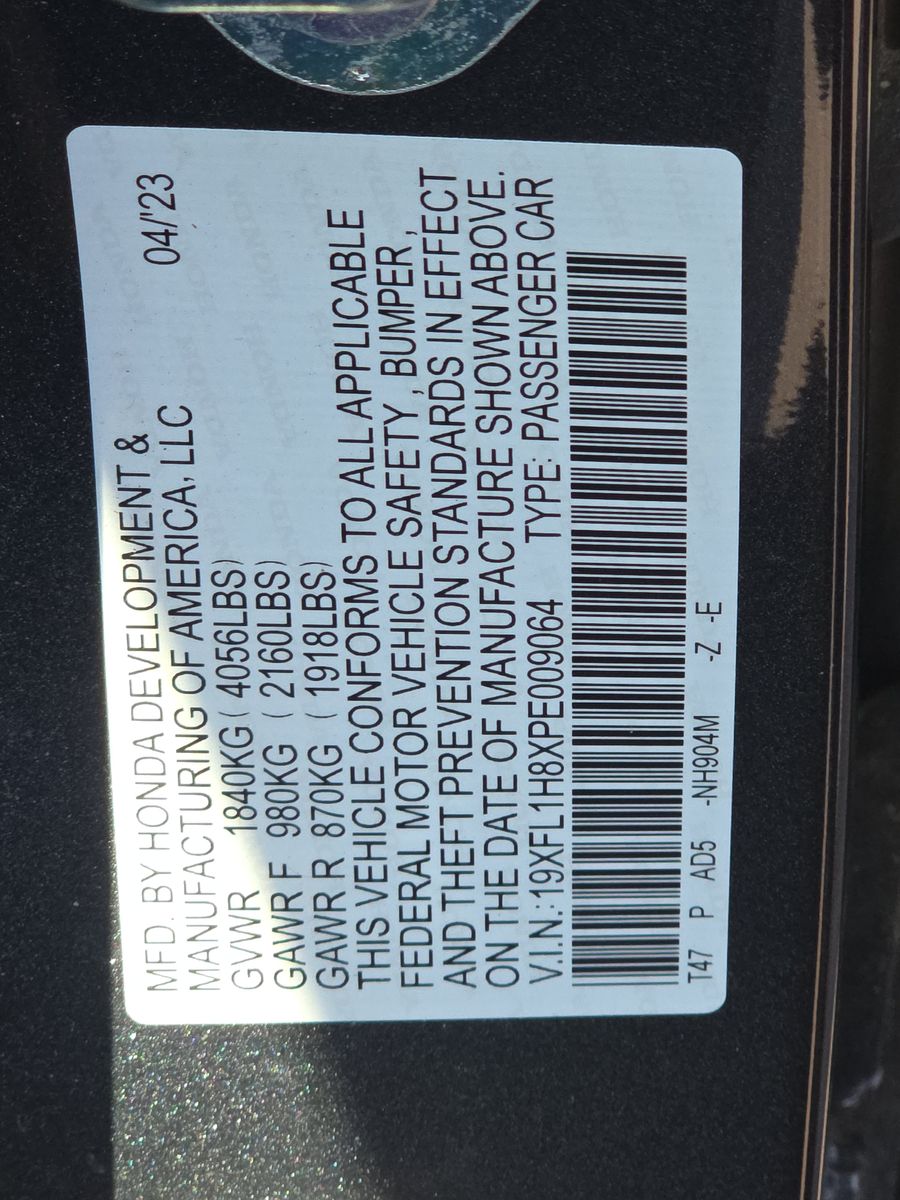 MFD. BY HONDA DEVELOPMENT &
MANUFACTURING OF AMERICA, LLC 04/'23
GVWR 1840KG ( 4056LBS)
GAWR F 980KG ( 2160LBS)
GAWR R 870KG ( 1918LBS)
THIS VEHICLE CONFORMS TO ALL APPLICABLE
FEDERAL MOTOR VEHICLE SAFETY , BUMPER ,
AND THEFT PREVENTION STANDARDS IN EFFECT
ON THE DATE OF MANUFACTURE SHOWN ABOVE.
V.I.N.:19XFL1H8XPE009064 TYPE: PASSENGER CAR
T47 P AD5 -NH904M -Z -E